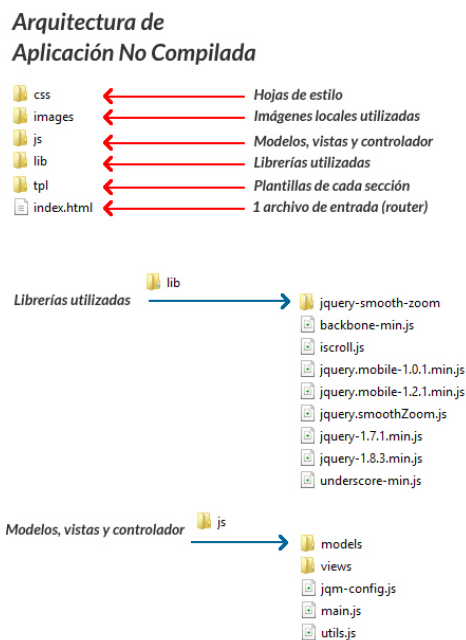 Arquitectura de
Aplicación No Compilada
css Hojas de estilo
images Imágenes locales utilizadas
js Modelos, vistas y controlador
lib Librerías utilizadas
tpl Plantillas de cada sección
index.html 1 archivo de entrada (router)
lib
Librerías utilizadas
jquery-smooth-zoom
backbone-min.js
iscroll.js
jquery.mobile-1.0.1.min.js
jquery.mobile-1.2.1.min.js
jquery.smoothZoom.js
jquery-1.7.1.min.js
jquery-1.8.3.min.js
underscore-min.js
js
Modelos, vistas y controlador
models
views
jqm-config.js
main.js
utils.js